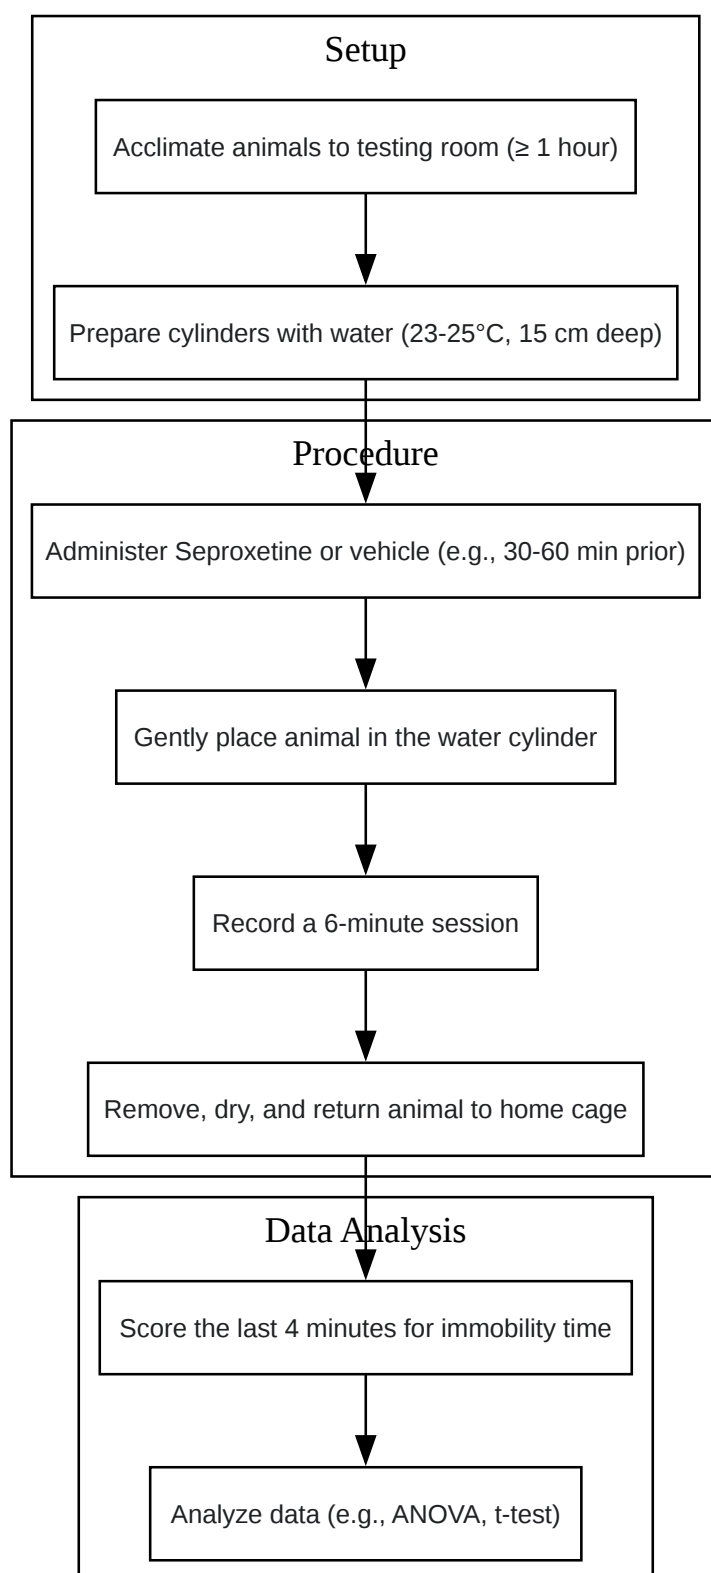 Setup
Acclimate animals to testing room (≥ 1 hour)
Prepare cylinders with water (23-25°C, 15 cm deep)
Procedure
Administer Seproxetine or vehicle (e.g., 30-60 min prior)
Gently place animal in the water cylinder
Record a 6-minute session
Remove, dry, and return animal to home cage
Data Analysis
Score the last 4 minutes for immobility time
Analyze data (e.g., ANOVA, t-test)